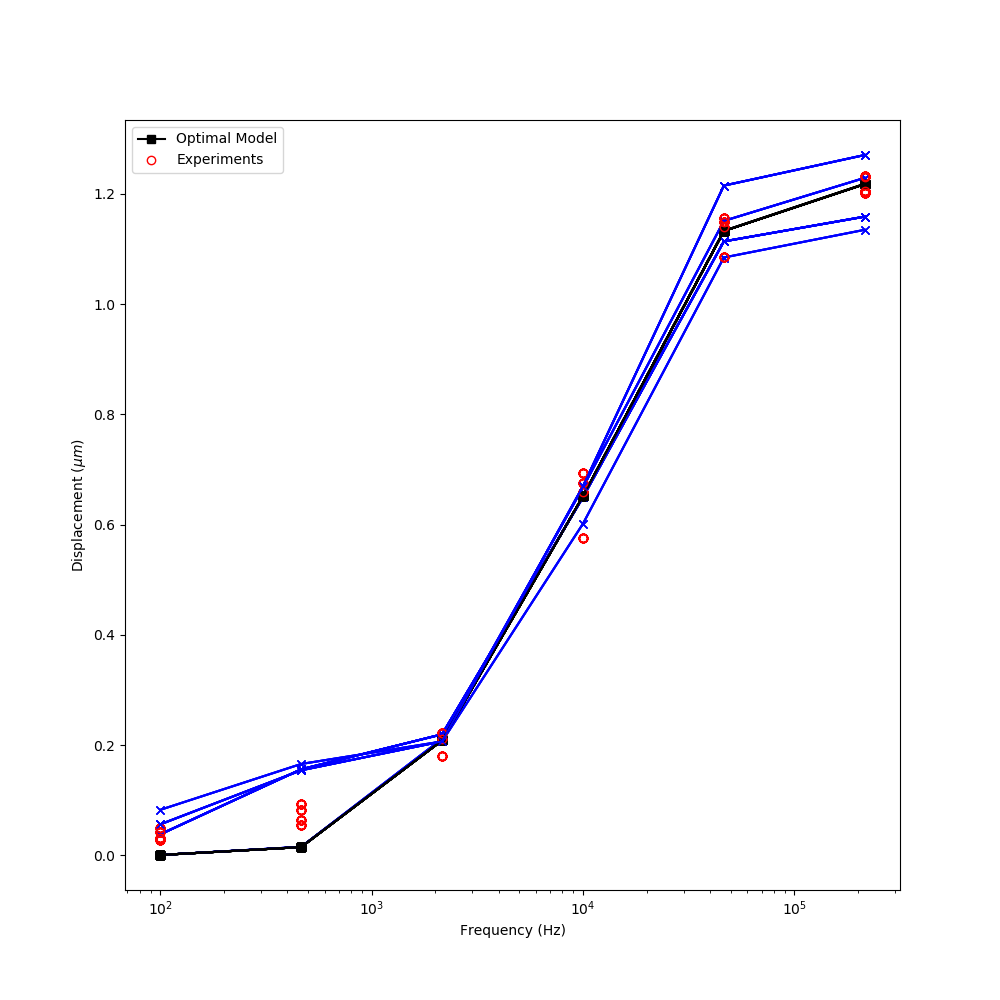 Optimal Model
Experiments
1.2
1.0
0.8
0.6
0.4
0.2
0.0
Displacement (μm)
10²
10³
10⁴
10⁵
Frequency (Hz)